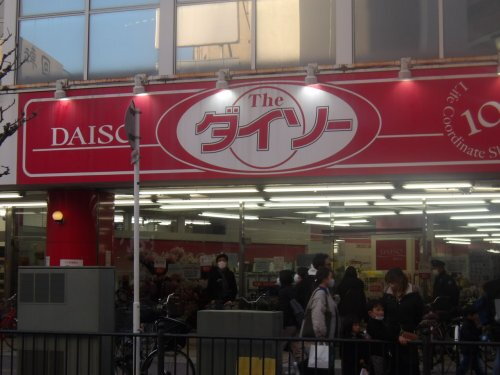 DAISO
The
ダイソー
Life Coordinate
10